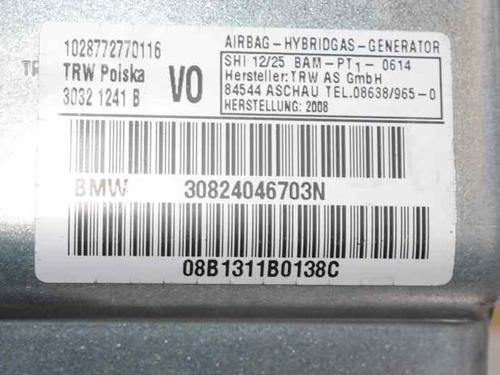 1028772770116
TRW Polska
3032 1241 B
VO
AIRBAG-HYBRIDGAS-GENERATOR
SHI 12/25 BAM-PT1- 0614
Hersteller:TRW AS GmbH
84544 ASCHAU TEL.08638/965-0
HERSTELLUNG: 2008
BMW 30824046703N
08B1311B0138C